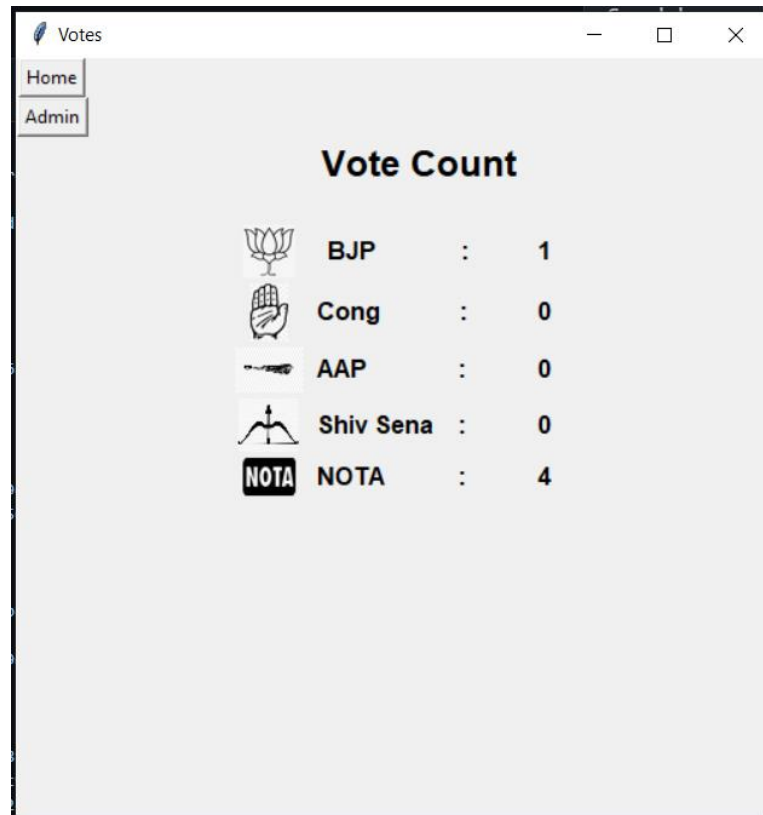 Votes
Home
Admin
Vote Count
BJP : 1
Cong : 0
AAP : 0
Shiv Sena : 0
NOTA NOTA : 4